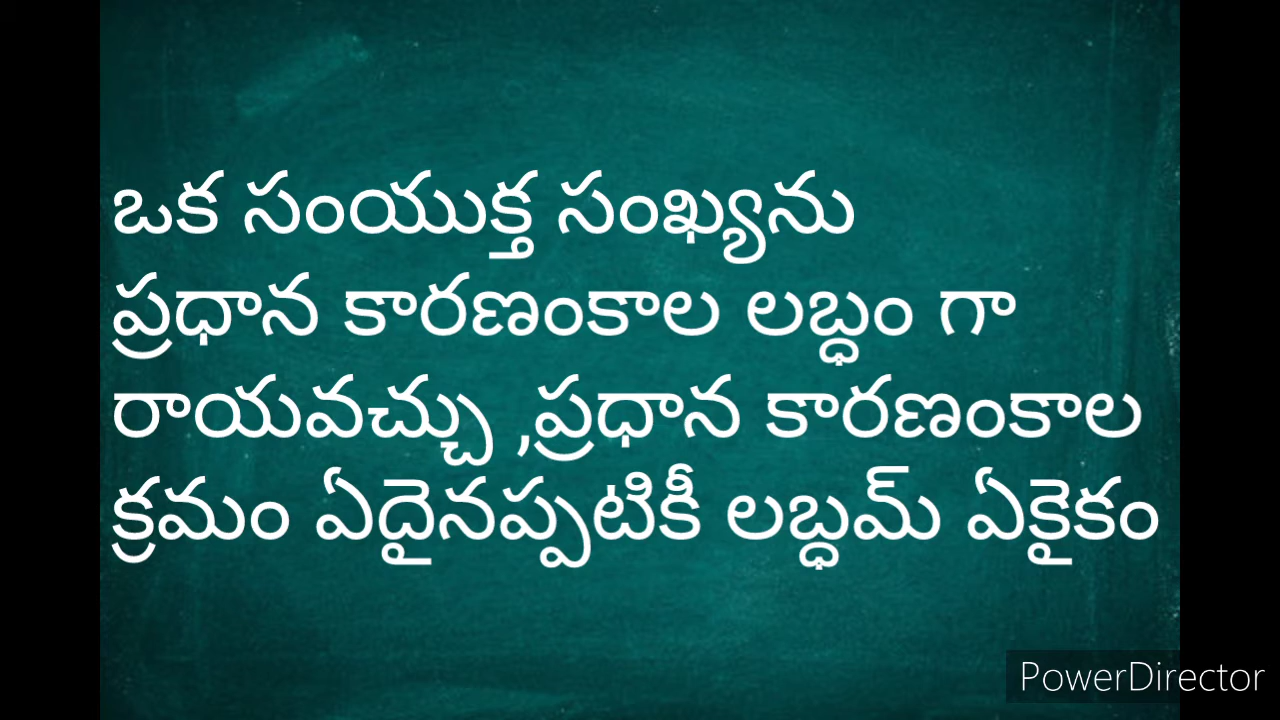 ఒక సంయుక్త సంఖ్యను
ప్రధాన కారణంకాల లబ్ధం గా
రాయవచ్చు ,ప్రధాన కారణంకాల
క్రమం ఏదైనప్పటికీ లబ్ధమ్ ఏకైకం
PowerDirector